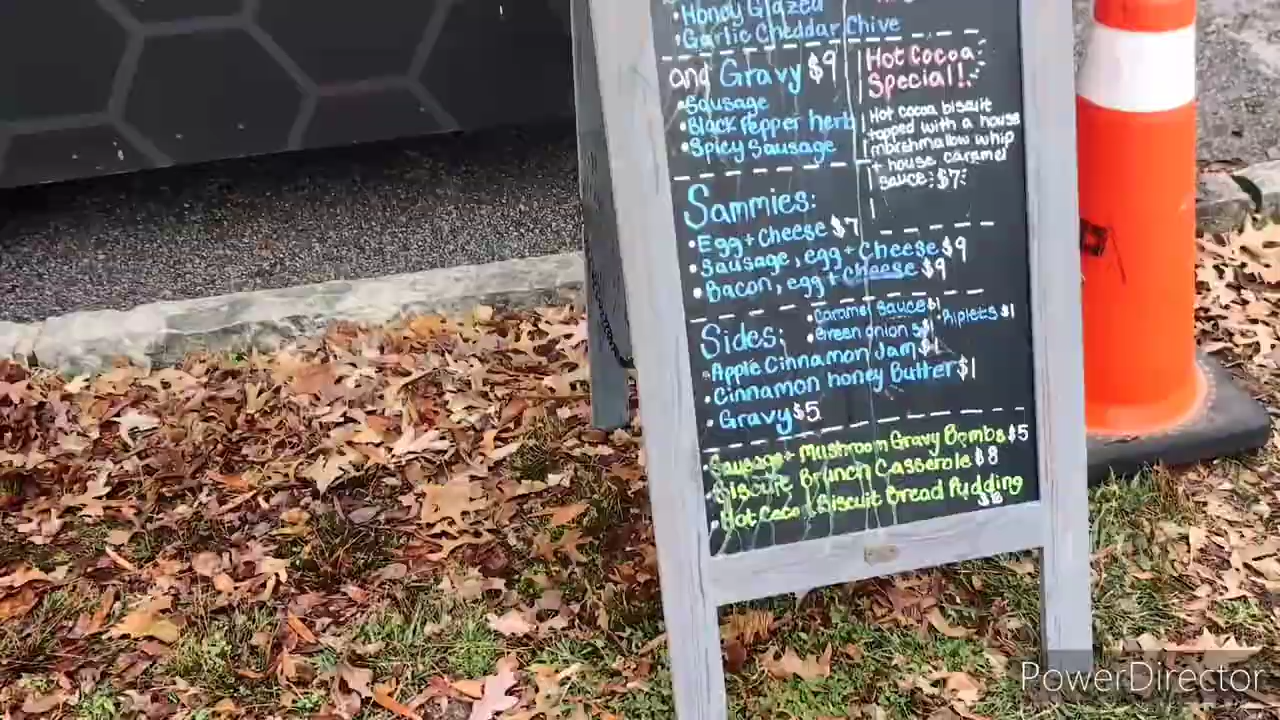 • Honey Glazed
• Garlic Cheddar Chive
and Gravy $9
• Sausage
• Black Pepper herb
• Spicy Sausage
Hot Cocoa
Special!
Hot cocoa biscuit
topped with a house
marshmallow whip
+ house caramel
sauce: $7
Sammies:
• Egg + Cheese $7
• Sausage, egg + Cheese $9
• Bacon, egg + Cheese $9
Sides:
• Caramel Sauce $1
• Green onion $1
• Riplets $1
• Apple Cinnamon Jam $1
• Cinnamon honey Butter $1
• Gravy $5
• Sausage + Mushroom Gravy Bombs $5
• Biscuit Brunch Casserole $8
• Hot Cocoa Biscuit Bread Pudding
PowerDirector